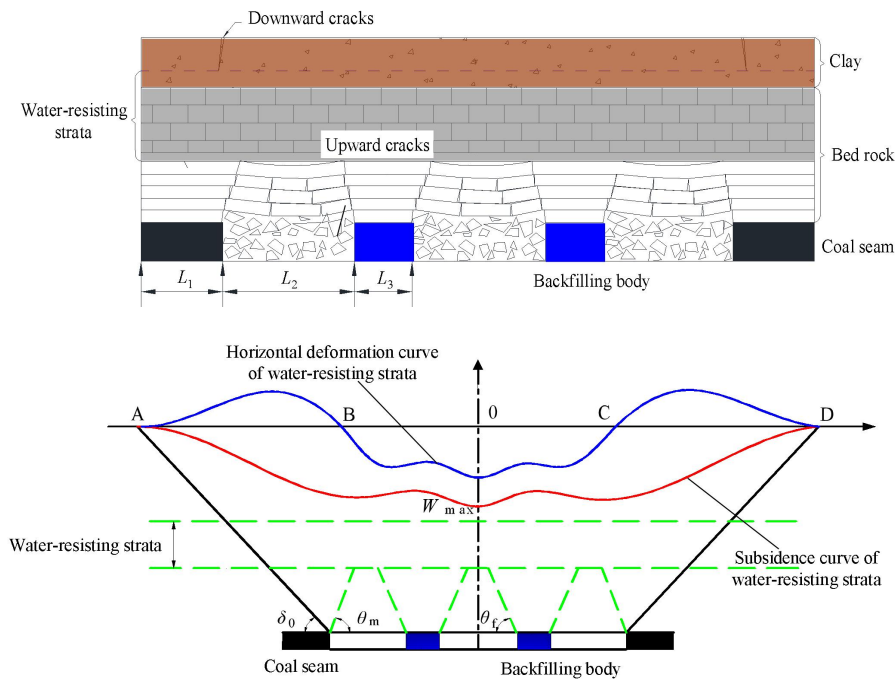 Downward cracks
Clay
Water-resisting
strata
Upward cracks
Bed rock
Coal seam
L1
L2
L3
Backfilling body
Horizontal deformation curve
of water-resisting strata
A
B
0
C
D
W max
Water-resisting strata
Subsidence curve of
water-resisting strata
δ0
θm
θf
Coal seam
Backfilling body